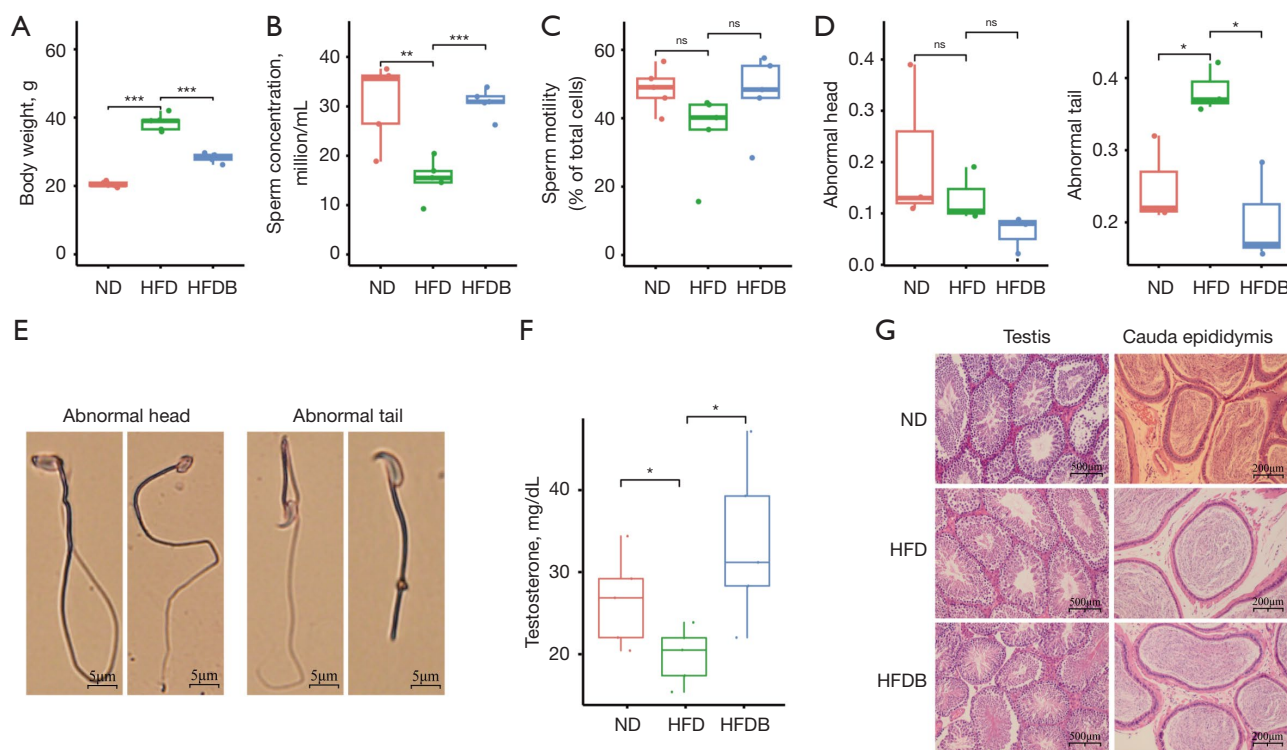 A
Body weight, g
60
40
20
0
***
***
ND
HFD
HFDB
B
Sperm concentration,
million/mL
40
30
20
10
0
**
***
ND
HFD
HFDB
C
Sperm motility
(% of total cells)
60
40
20
0
ns
ns
ND
HFD
HFDB
D
Abnormal head
0.4
0.3
0.2
0.1
0.0
ns
ns
ND
HFD
HFDB
Abnormal tail
0.4
0.3
0.2
*
*
ND
HFD
HFDB
E
Abnormal head
Abnormal tail
5μm
5μm
5μm
5μm
F
Testosterone, mg/dL
40
30
20
*
*
ND
HFD
HFDB
G
Testis
Cauda epididymis
ND
500μm
200μm
HFD
500μm
200μm
HFDB
500μm
200μm